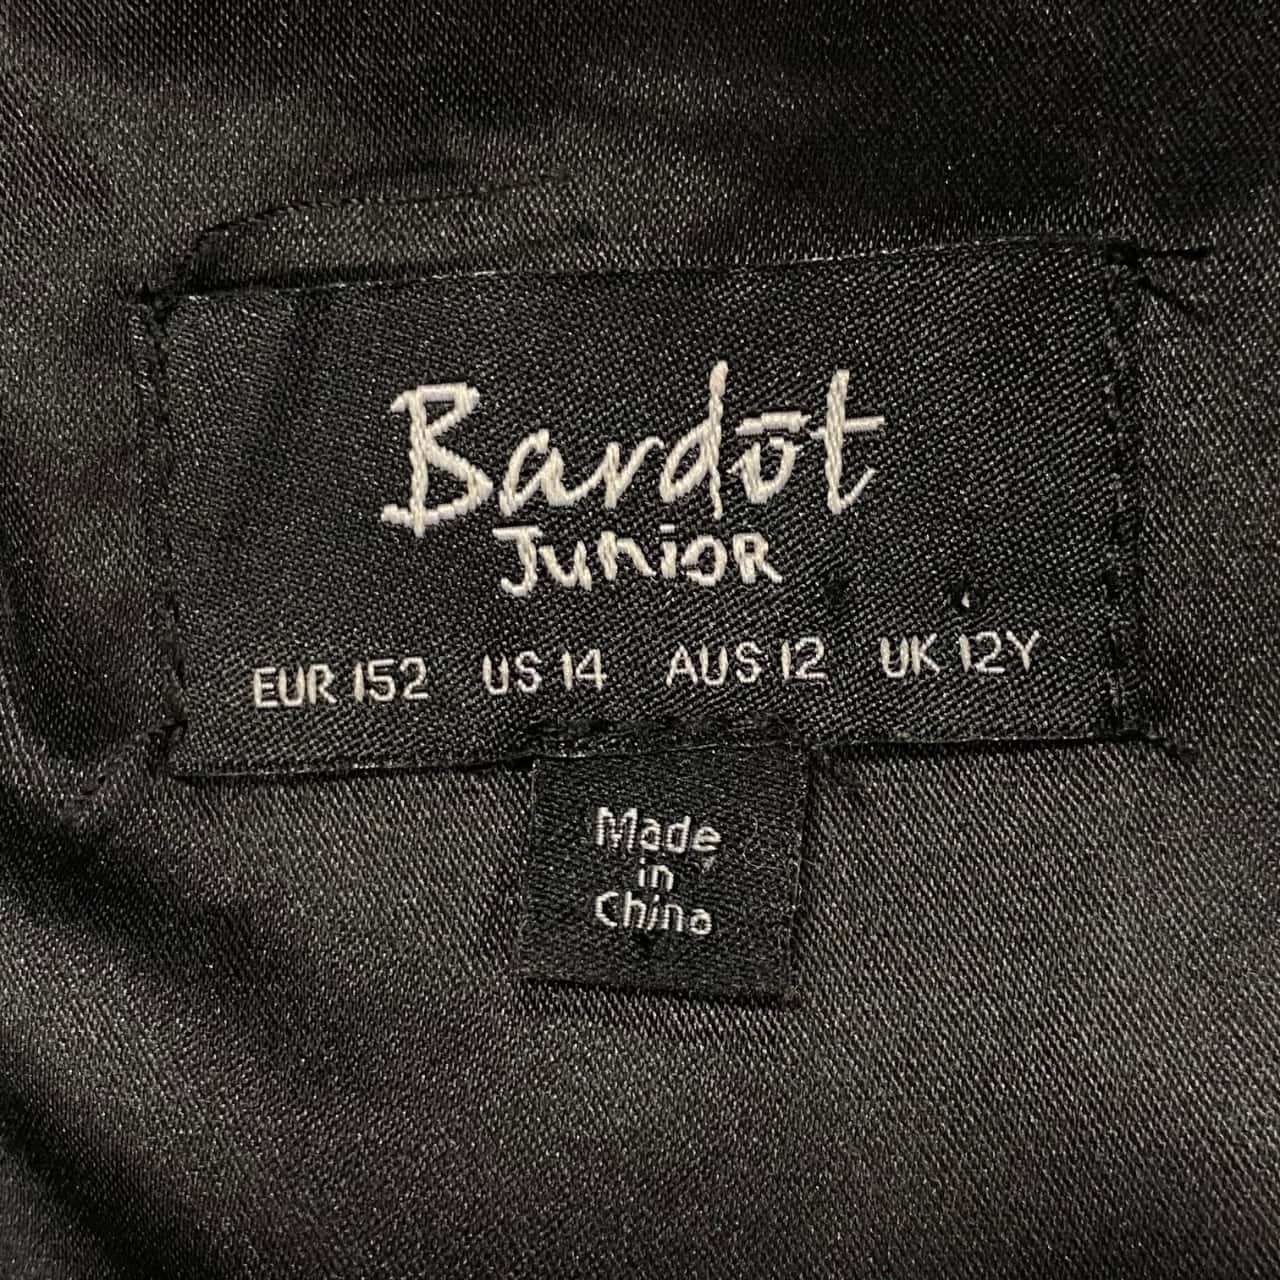 Bardōt
Junior
EUR 152 US 14 AUS 12 UK 12Y
Made
in
China